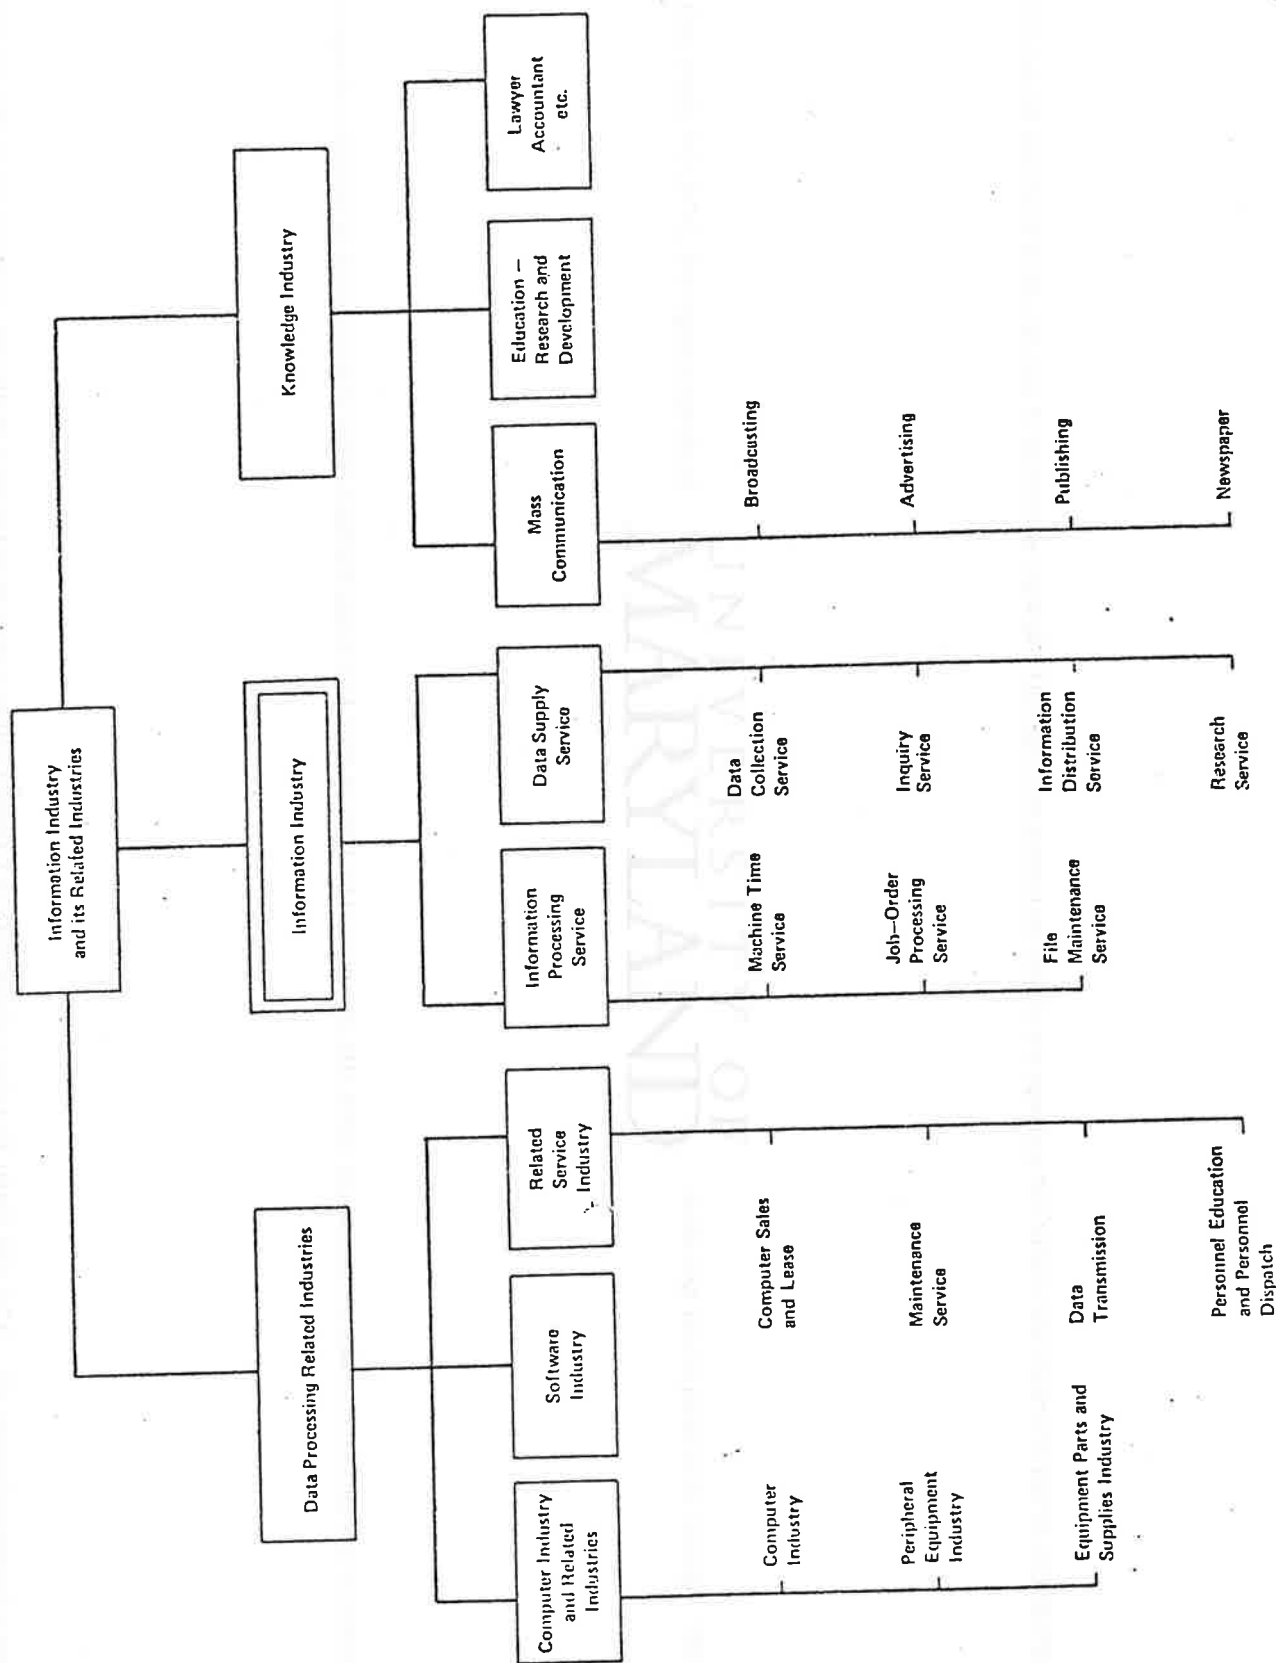 Information Industry
and its Related Industries
Data Processing Related Industries
Information Industry
Knowledge Industry
Computer Industry
and Related
Industries
Software
Industry
Related
Service
Industry
Information
Processing
Service
Data Supply
Service
Mass
Communication
Education –
Research and
Development
Lawyer
Accountant
etc.
Computer
Industry
Peripheral
Equipment
Industry
Equipment Parts and
Supplies Industry
Computer Sales
and Lease
Maintenance
Service
Data
Transmission
Personnel Education
and Personnel
Dispatch
Machine Time
Service
Job–Order
Processing
Service
File
Maintenance
Service
Data
Collection
Service
Inquiry
Service
Information
Distribution
Service
Research
Service
Broadcasting
Advertising
Publishing
Newspaper
UNIVERSITY OF
MARYLAND